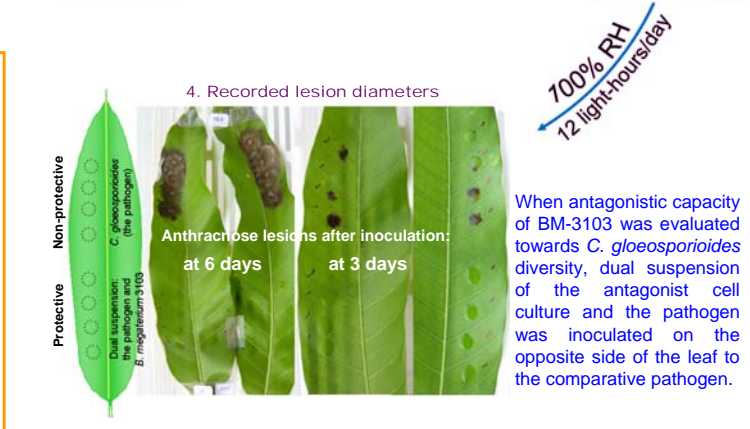 100% RH
12 light-hours/day
4. Recorded lesion diameters
Non-protective
C. gloeosporioides
(the pathogen)
Protective
Dual suspension:
the pathogen and
B. megaterium 3103
Anthracnose lesions after inoculation:
at 6 days at 3 days
When antagonistic capacity
of BM-3103 was evaluated
towards C. gloeosporioides
diversity, dual suspension
of the antagonist cell
culture and the pathogen
was inoculated on the
opposite side of the leaf to
the comparative pathogen.